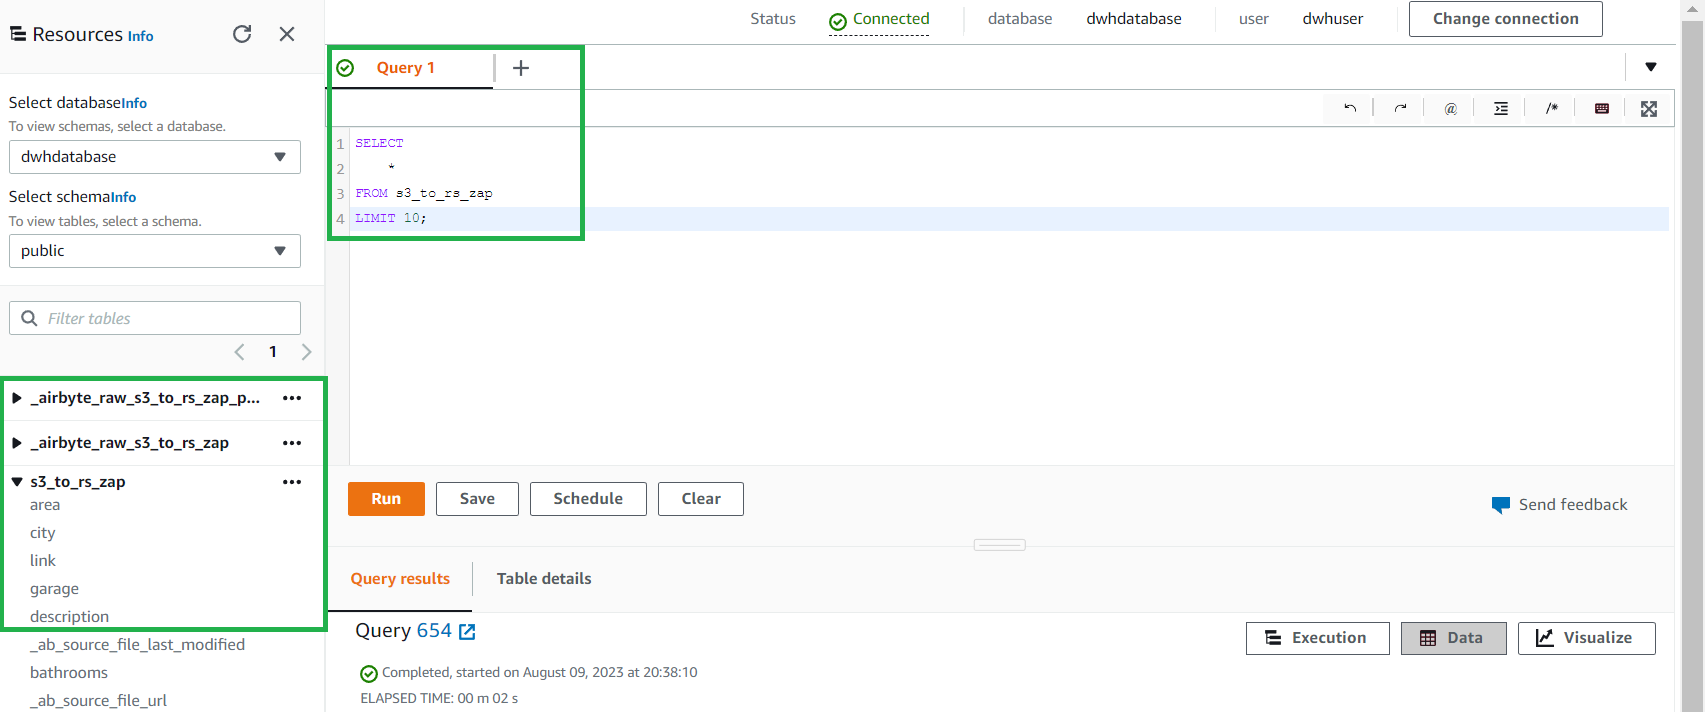 Resources Info
Select databaseInfo
To view schemas, select a database.
dwhdatabase
Select schemaInfo
To view tables, select a schema.
public
Filter tables
1
_airbyte_raw_s3_to_rs_zap_p...
_airbyte_raw_s3_to_rs_zap
s3_to_rs_zap
area
city
link
garage
description
_ab_source_file_last_modified
bathrooms
_ab_source_file_url
Status Connected database dwhdatabase user dwhuser Change connection
Query 1 +
@ /*
1 SELECT
2 *
3 FROM s3_to_rs_zap
4 LIMIT 10;
Run Save Schedule Clear
Send feedback
Query results Table details
Query 654
Execution Data Visualize
Completed, started on August 09, 2023 at 20:38:10
ELAPSED TIME: 00 m 02 s